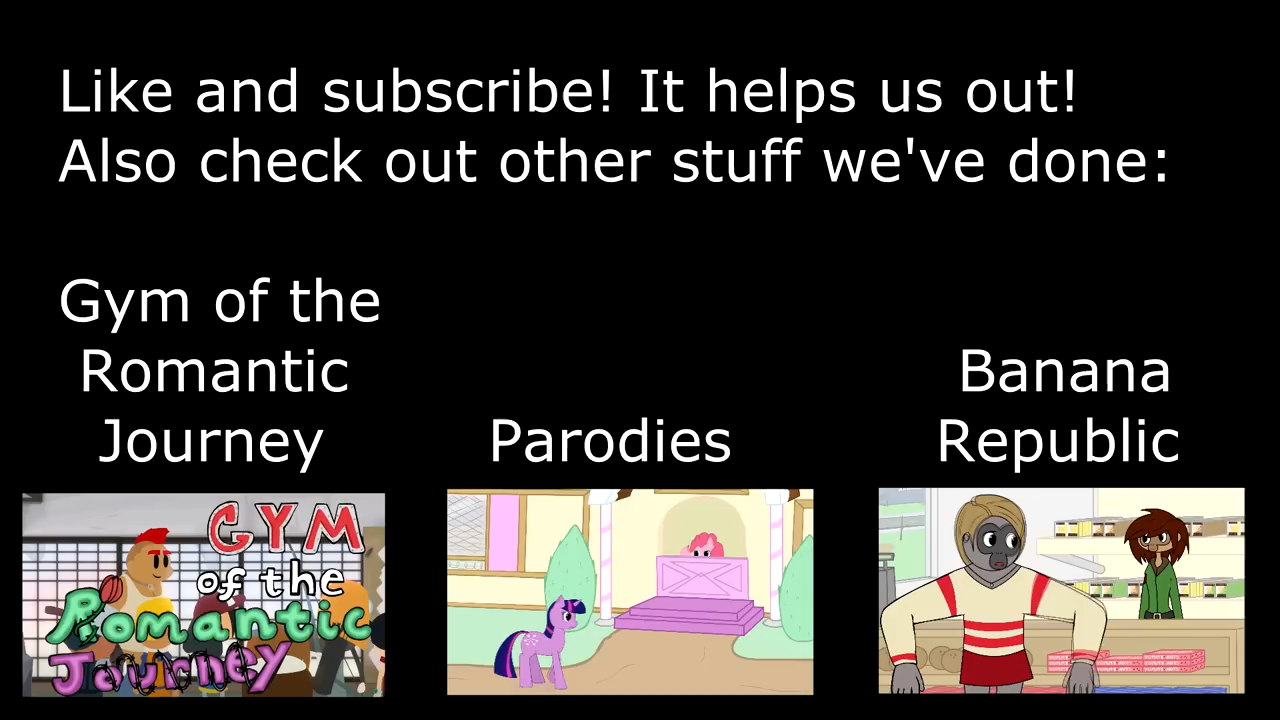 Like and subscribe! It helps us out!
Also check out other stuff we've done:
Gym of the
Romantic
Journey
Parodies
Banana
Republic
GYM
of the
Romantic
Journey